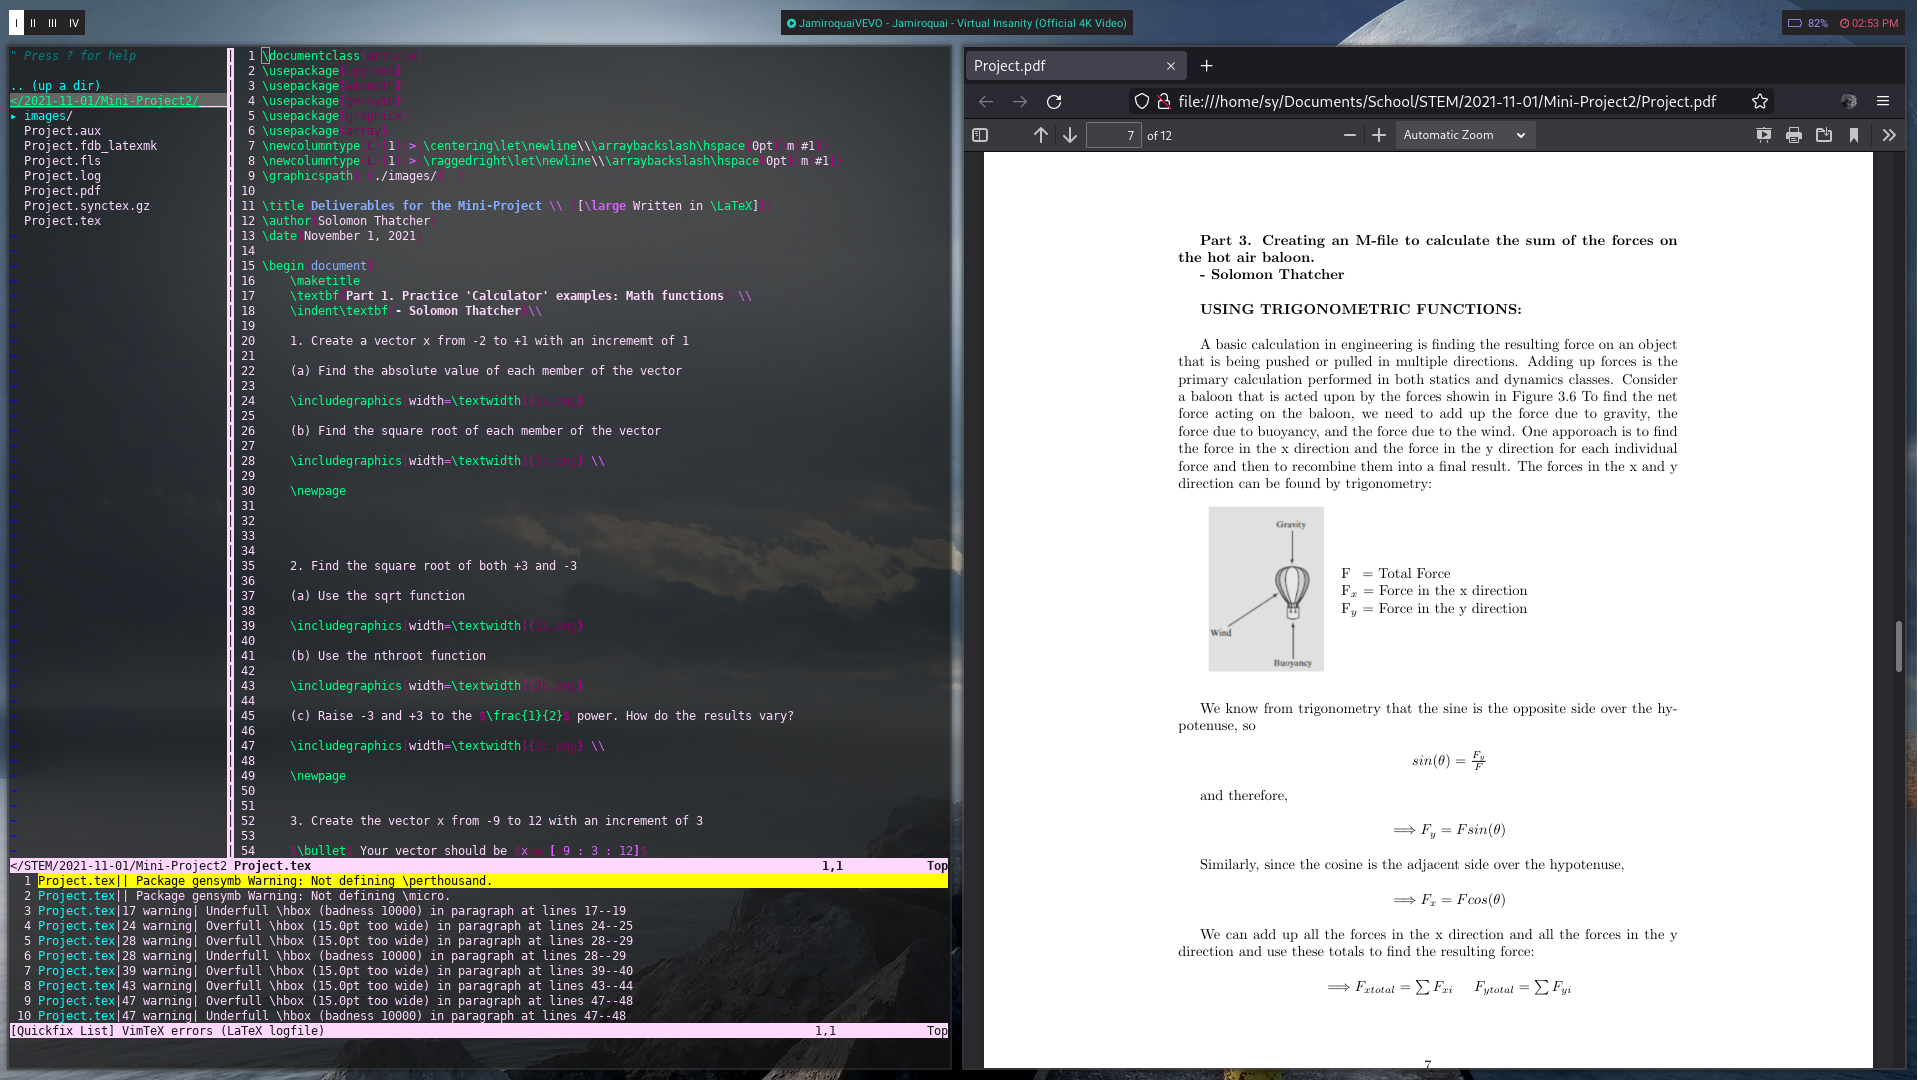 I II III IV
JamiroquaiVEVO - Jamiroquai - Virtual Insanity (Official 4K Video)
82% 02:53 PM
" Press ? for help
.. (up a dir)
</2021-11-01/Mini-Project2/
▸ images/
Project.aux
Project.fdb_latexmk
Project.fls
Project.log
Project.pdf
Project.synctex.gz
Project.tex
1 \documentclass
2 \usepackage
3 \usepackage
4 \usepackage{gensymb}
5 \usepackage{graphicx}
6 \usepackage{array}
7 \newcolumntype 1 > \centering\let\newline\\\arraybackslash\hspace 0pt m #1
8 \newcolumntype 1 > \raggedright\let\newline\\\arraybackslash\hspace 0pt m #1
9 \graphicspath ./images/
10
11 \title Deliverables for the Mini-Project \\ [\large Written in \LaTeX]
12 \author Solomon Thatcher
13 \date November 1, 2021
14
15 \begin document
16 \maketitle
17 \textbf Part 1. Practice 'Calculator' examples: Math functions \\
18 \indent\textbf - Solomon Thatcher \\
19
20 1. Create a vector x from -2 to +1 with an incrememt of 1
21
22 (a) Find the absolute value of each member of the vector
23
24 \includegraphics[width=\textwidth]
25
26 (b) Find the square root of each member of the vector
27
28 \includegraphics[width=\textwidth] \\
29
30 \newpage
31
32
33
34
35 2. Find the square root of both +3 and -3
36
37 (a) Use the sqrt function
38
39 \includegraphics[width=\textwidth]{2a.png}
40
41 (b) Use the nthroot function
42
43 \includegraphics[width=\textwidth]{2b.png}
44
45 (c) Raise -3 and +3 to the $\frac{1}{2}$ power. How do the results vary?
46
47 \includegraphics[width=\textwidth]{2c.png} \\
48
49 \newpage
50
51
52 3. Create the vector x from -9 to 12 with an increment of 3
53
54 $\bullet$ Your vector should be $x = [ 9 : 3 : 12]$
</STEM/2021-11-01/Mini-Project2 Project.tex 1,1 Top
1 Project.tex|| Package gensymb Warning: Not defining \perthousand.
2 Project.tex|| Package gensymb Warning: Not defining \micro.
3 Project.tex|17 warning| Underfull \hbox (badness 10000) in paragraph at lines 17--19
4 Project.tex|24 warning| Overfull \hbox (15.0pt too wide) in paragraph at lines 24--25
5 Project.tex|28 warning| Overfull \hbox (15.0pt too wide) in paragraph at lines 28--29
6 Project.tex|28 warning| Underfull \hbox (badness 10000) in paragraph at lines 28--29
7 Project.tex|39 warning| Overfull \hbox (15.0pt too wide) in paragraph at lines 39--40
8 Project.tex|43 warning| Overfull \hbox (15.0pt too wide) in paragraph at lines 43--44
9 Project.tex|47 warning| Overfull \hbox (15.0pt too wide) in paragraph at lines 47--48
10 Project.tex|47 warning| Underfull \hbox (badness 10000) in paragraph at lines 47--48
[Quickfix List] VimTeX errors (LaTeX logfile) 1,1 Top
Project.pdf
file:///home/sy/Documents/School/STEM/2021-11-01/Mini-Project2/Project.pdf
7 of 12 Automatic Zoom
Part 3. Creating an M-file to calculate the sum of the forces on
the hot air baloon.
- Solomon Thatcher
USING TRIGONOMETRIC FUNCTIONS:
A basic calculation in engineering is finding the resulting force on an object
that is being pushed or pulled in multiple directions. Adding up forces is the
primary calculation performed in both statics and dynamics classes. Consider
a baloon that is acted upon by the forces showin in Figure 3.6 To find the net
force acting on the baloon, we need to add up the force due to gravity, the
force due to buoyancy, and the force due to the wind. One apporoach is to find
the force in the x direction and the force in the y direction for each individual
force and then to recombine them into a final result. The forces in the x and y
direction can be found by trigonometry:
Gravity
Wind
Buoyancy
F = Total Force
Fx = Force in the x direction
Fy = Force in the y direction
We know from trigonometry that the sine is the opposite side over the hy-
potenuse, so
sin(θ) = Fy/F
and therefore,
⟹ Fy = Fsin(θ)
Similarly, since the cosine is the adjacent side over the hypotenuse,
⟹ Fx = Fcos(θ)
We can add up all the forces in the x direction and all the forces in the y
direction and use these totals to find the resulting force:
⟹ Fxtotal = ∑ Fxi Fytotal = ∑ Fyi
7